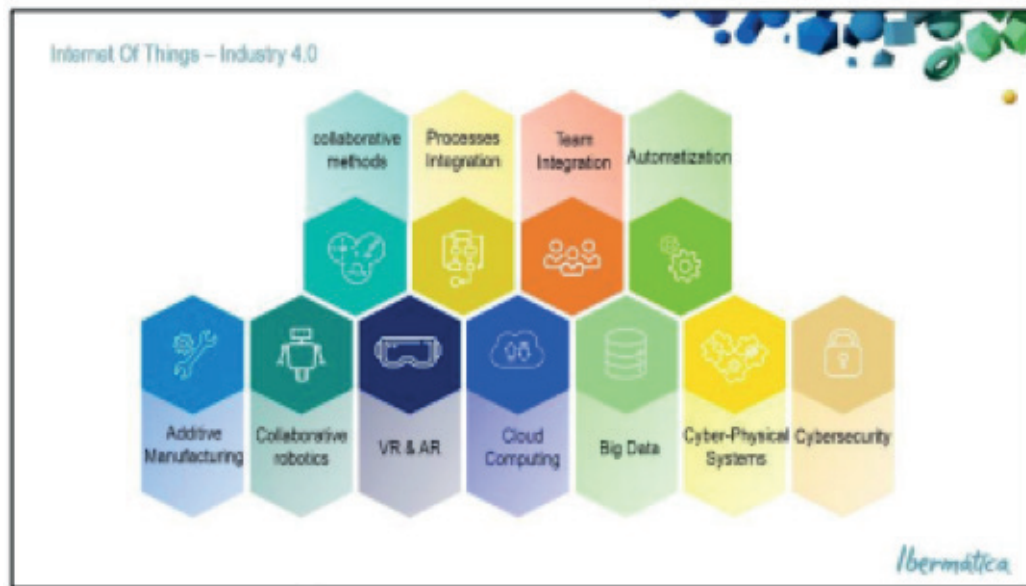 Internet Of Things – Industry 4.0
collaborative
methods
Processes
Integration
Team
Integration
Automatization
Additive
Manufacturing
Collaborative
robotics
VR & AR
Cloud
Computing
Big Data
Cyber-Physical
Systems
Cybersecurity
Ibermática